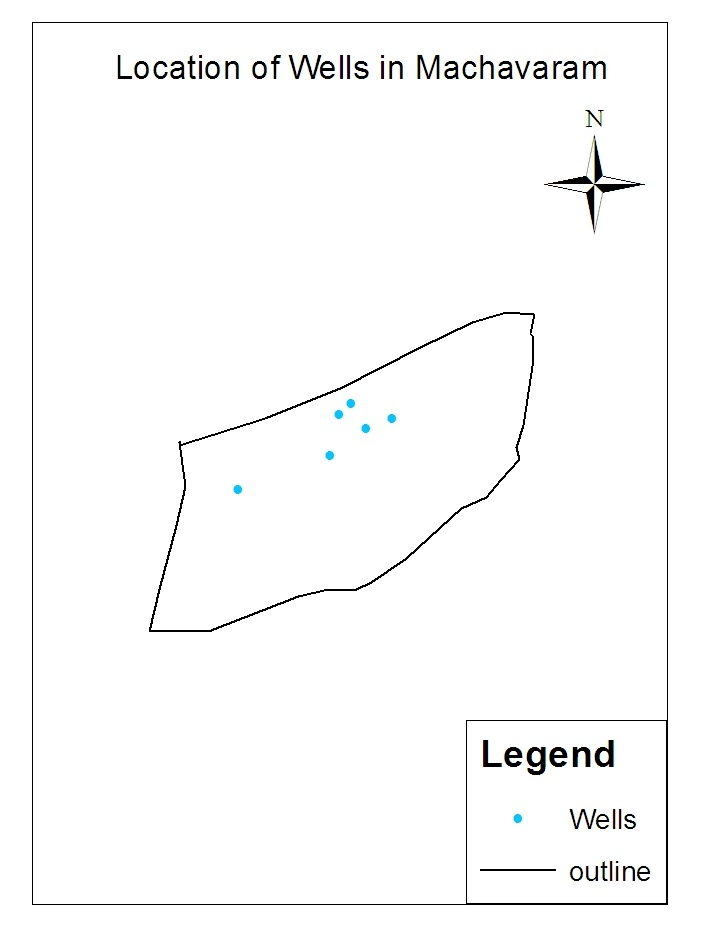 Location of Wells in Machavaram
N
Legend
Wells
outline